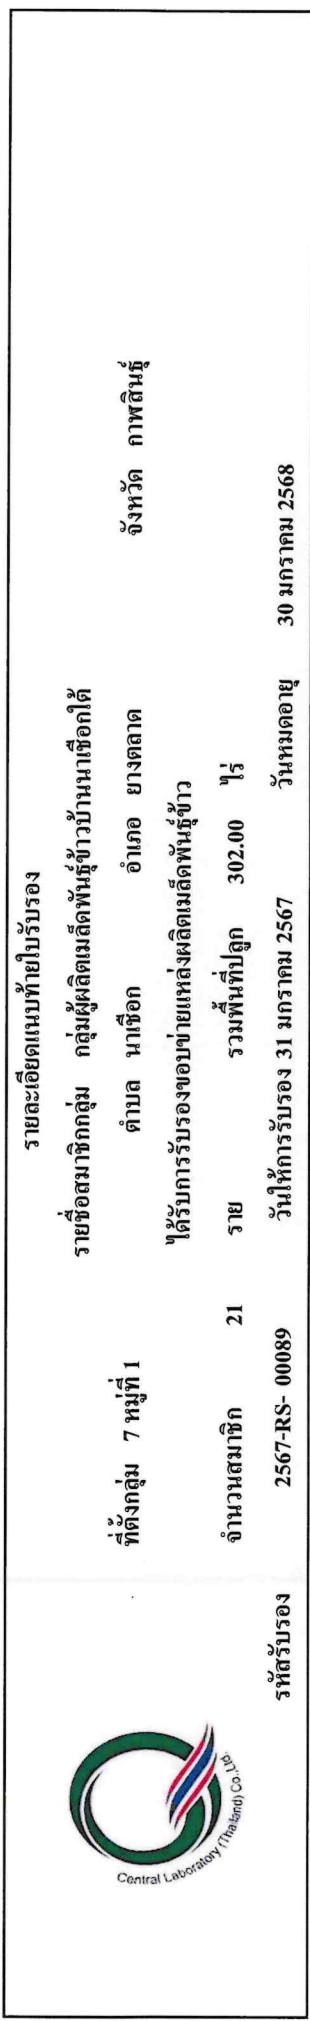 รายละเอียดแนบท้ายใบรับรอง
รายชื่อสมาชิกกลุ่ม กลุ่มผู้ผลิตเมล็ดพันธุ์ข้าวบ้านนาเชือกใต้
ที่ตั้งกลุ่ม 7 หมู่ที่ 1 ตำบล นาเชือก อำเภอ ยางตลาด จังหวัด กาฬสินธุ์
ได้รับการรับรองขอบข่ายแหล่งผลิตเมล็ดพันธุ์ข้าว
จำนวนสมาชิก 21 ราย รวมพื้นที่ปลูก 302.00 ไร่
รหัสรับรอง 2567-RS- 00089 วันให้การรับรอง 31 มกราคม 2567 วันหมดอายุ 30 มกราคม 2568
Central Laboratory (Thailand) Co.,Ltd.